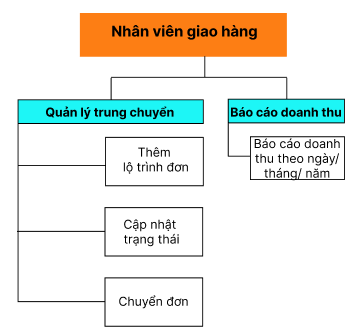 Nhân viên giao hàng
Quản lý trung chuyển
Báo cáo doanh thu
Thêm
lộ trình đơn
Báo cáo doanh
thu theo ngày/
tháng/ năm
Cập nhật
trạng thái
Chuyển đơn